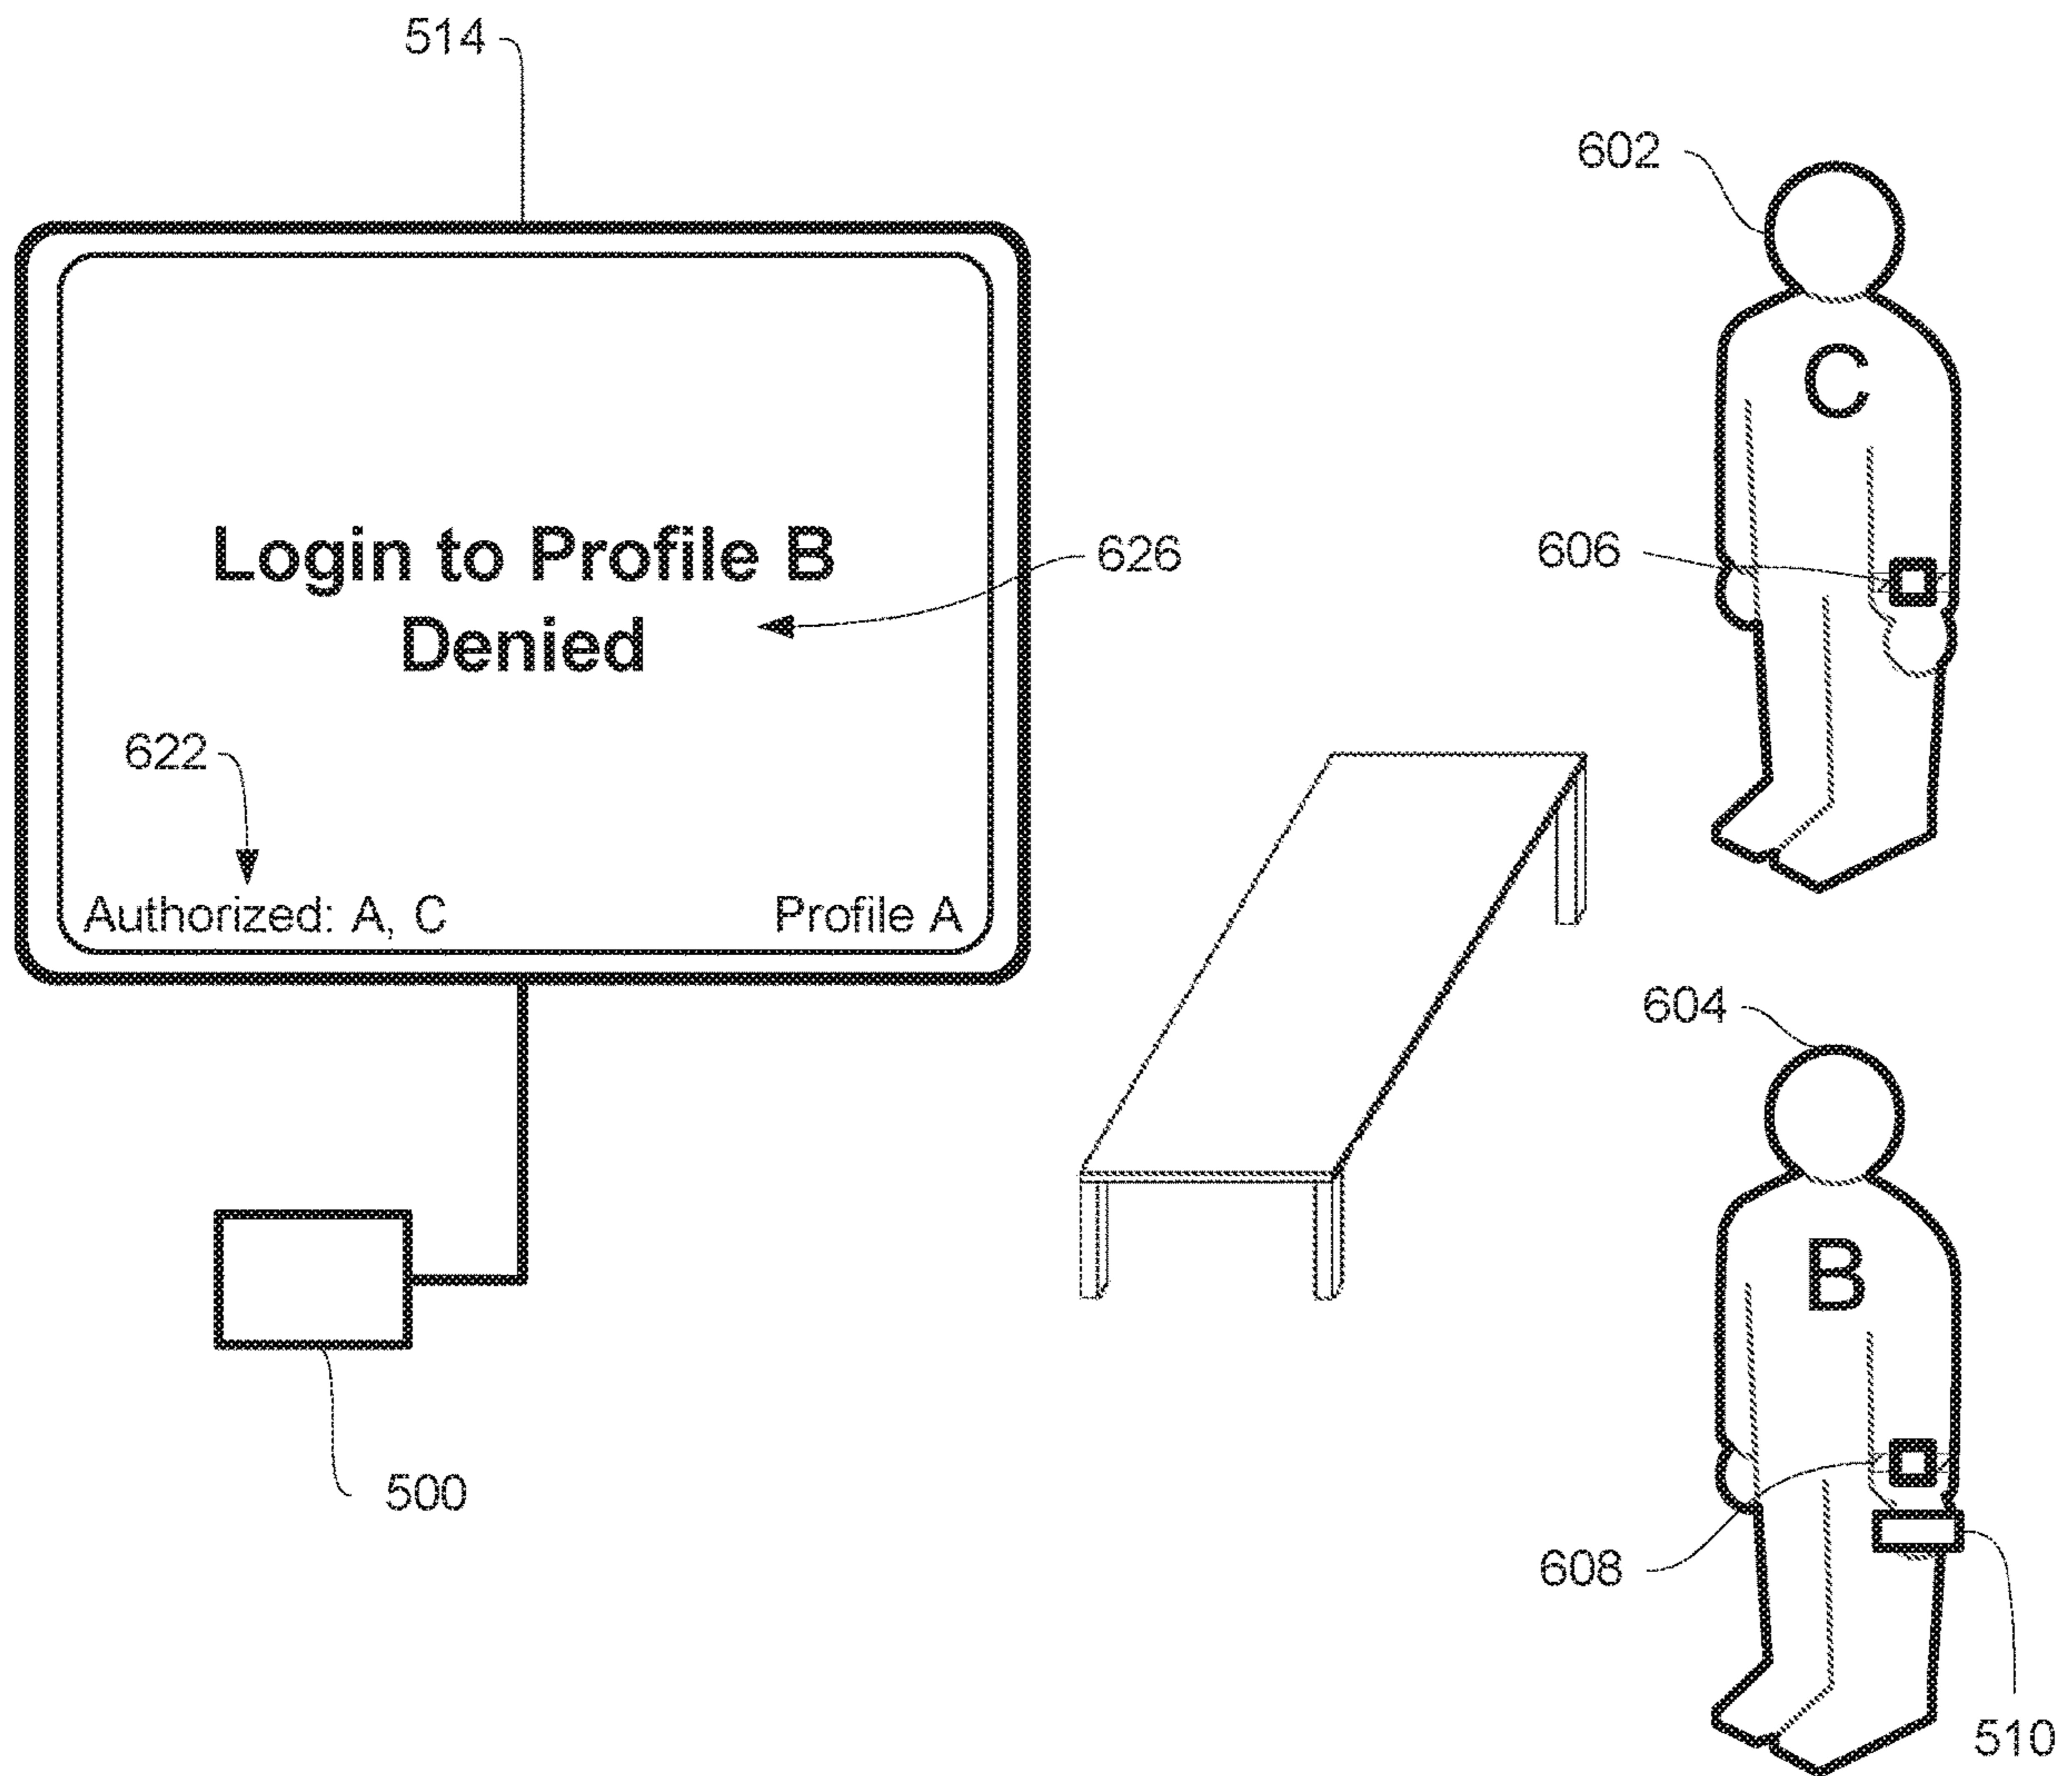 514
602
C
Login to Profile B
Denied
626
606
622
Authorized: A, C
Profile A
604
B
500
608
510